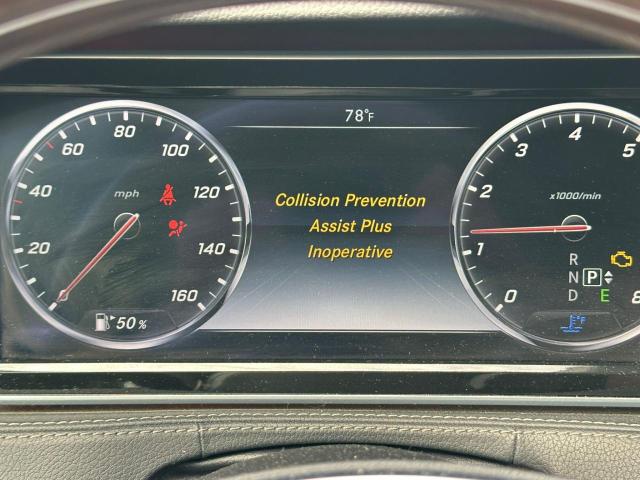 78°F
20
40
60
80
100
120
140
160
mph
50 %
Collision Prevention
Assist Plus
Inoperative
0
1
2
3
4
5
8
x1000/min
R
N P
D E
°F